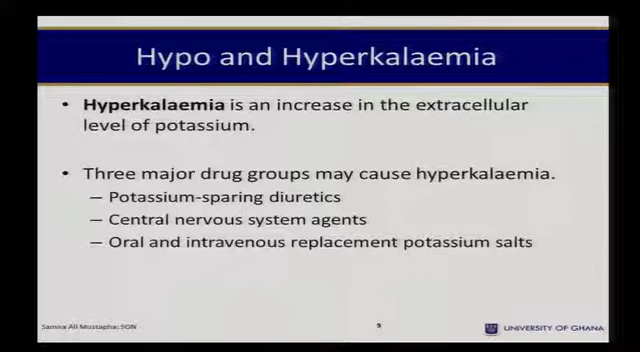 Hypo and Hyperkalaemia
• Hyperkalaemia is an increase in the extracellular
level of potassium.
• Three major drug groups may cause hyperkalaemia.
– Potassium-sparing diuretics
– Central nervous system agents
– Oral and intravenous replacement potassium salts
Samira Ali Mustapha: SON
9
UNIVERSITY OF GHANA